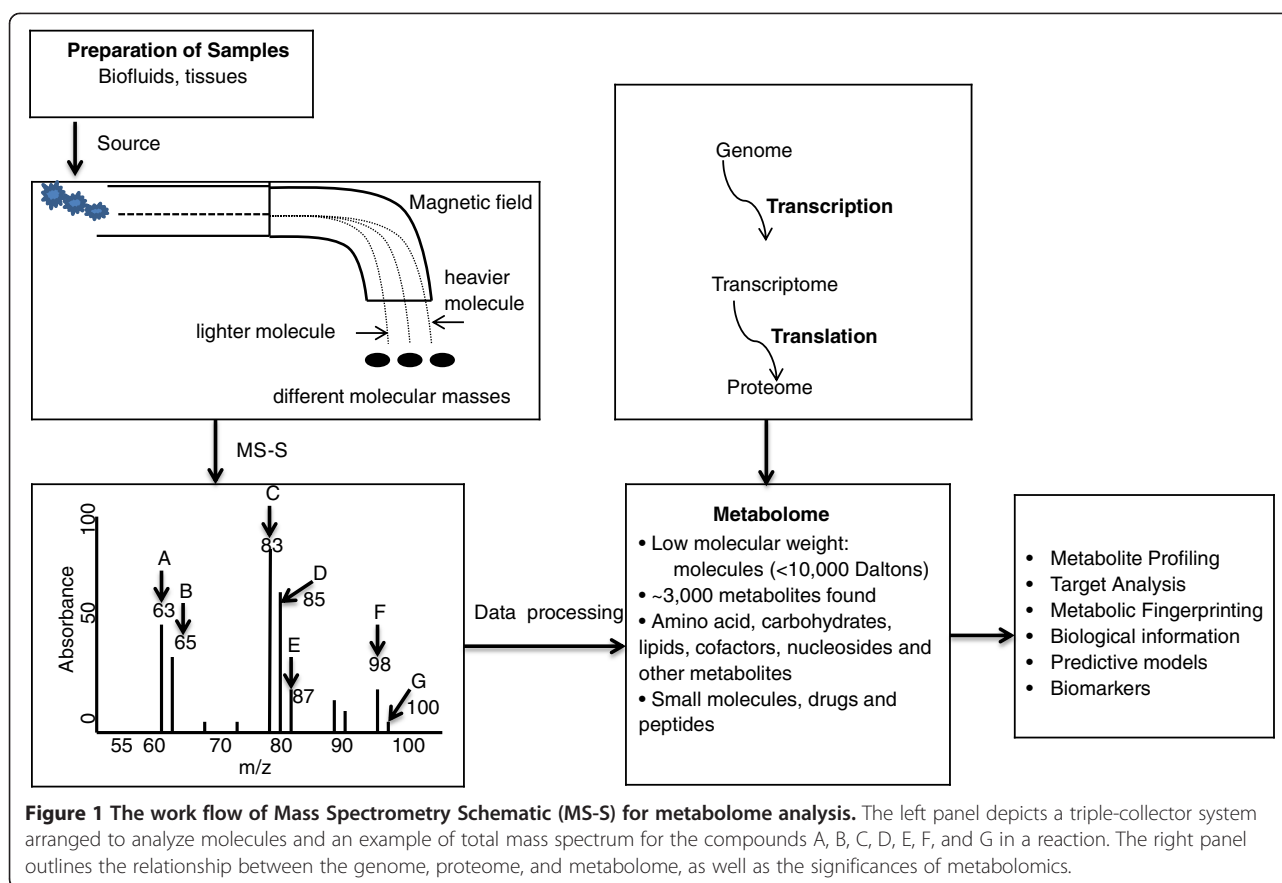 Preparation of Samples
Biofluids, tissues
Source
Magnetic field
heavier
molecule
lighter molecule
different molecular masses
MS-S
Genome
Transcription
Transcriptome
Translation
Proteome
Absorbance
100
50
0
A
63
B
65
C
83
D
85
E
87
F
98
G
100
55 60 70 80 90 100
m/z
Data processing
Metabolome
• Low molecular weight:
molecules (<10,000 Daltons)
• ~3,000 metabolites found
• Amino acid, carbohydrates,
lipids, cofactors, nucleosides and
other metabolites
• Small molecules, drugs and
peptides
• Metabolite Profiling
• Target Analysis
• Metabolic Fingerprinting
• Biological information
• Predictive models
• Biomarkers
Figure 1 The work flow of Mass Spectrometry Schematic (MS-S) for metabolome analysis. The left panel depicts a triple-collector system
arranged to analyze molecules and an example of total mass spectrum for the compounds A, B, C, D, E, F, and G in a reaction. The right panel
outlines the relationship between the genome, proteome, and metabolome, as well as the significances of metabolomics.